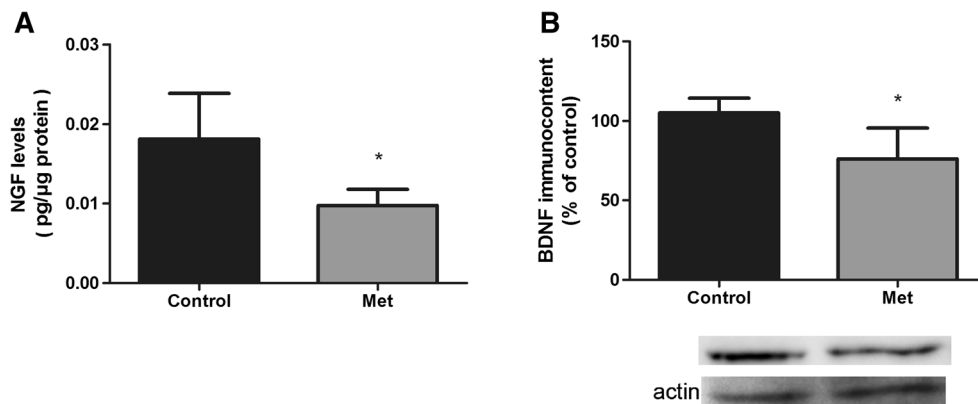 A
NGF levels
( pg/µg protein )
0.03
0.02
0.01
0.00
*
Control
Met
B
BDNF immunocontent
(% of control)
150
100
50
0
*
Control
Met
actin